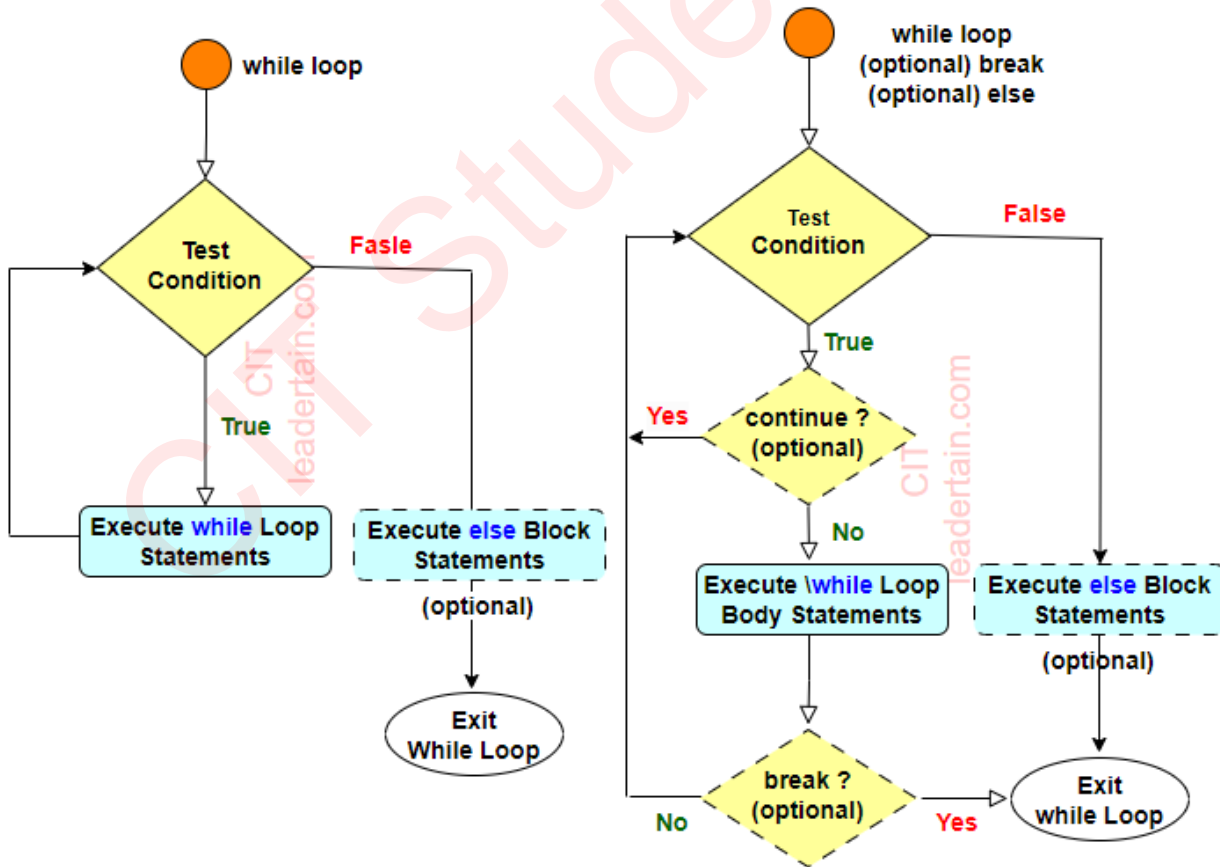 while loop
Test
Condition
Fasle
True
Execute while Loop
Statements
Execute else Block
Statements
(optional)
Exit
While Loop
while loop
(optional) break
(optional) else
Test
Condition
False
True
continue ?
(optional)
Yes
No
Execute \while Loop
Body Statements
Execute else Block
Statements
(optional)
break ?
(optional)
No
Yes
Exit
while Loop
CIT Stude
CIT
leadertain.com
CIT
leadertain.com